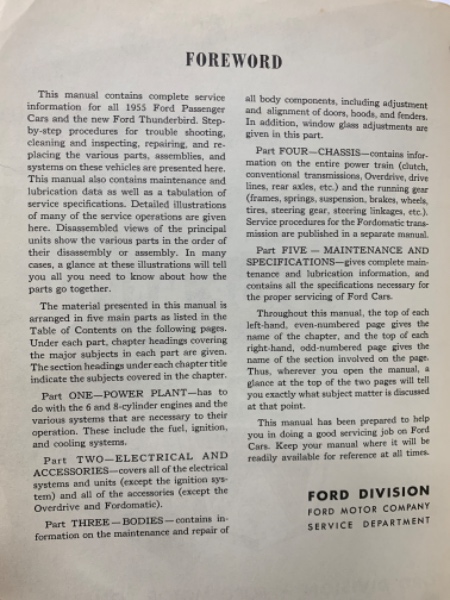 FOREWORD
This manual contains complete service
information for all 1955 Ford Passenger
Cars and the new Ford Thunderbird. Step-
by-step procedures for trouble shooting,
cleaning and inspecting, repairing, and re-
placing the various parts, assemblies, and
systems on these vehicles are presented here.
This manual also contains maintenance and
lubrication data as well as a tabulation of
service specifications. Detailed illustrations
of many of the service operations are given
here. Disassembled views of the principal
units show the various parts in the order of
their disassembly or assembly. In many
cases, a glance at these illustrations will tell
you all you need to know about how the
parts go together.
The material presented in this manual is
arranged in five main parts as listed in the
Table of Contents on the following pages.
Under each part, chapter headings covering
the major subjects in each part are given.
The section headings under each chapter title
indicate the subjects covered in the chapter.
Part ONE—POWER PLANT—has to
do with the 6 and 8-cylinder engines and the
various systems that are necessary to their
operation. These include the fuel, ignition,
and cooling systems.
Part TWO—ELECTRICAL AND
ACCESSORIES—covers all of the electrical
systems and units (except the ignition sys-
tem) and all of the accessories (except the
Overdrive and Fordomatic).
Part THREE—BODIES—contains in-
formation on the maintenance and repair of
all body components, including adjustment
and alignment of doors, hoods, and fenders.
In addition, window glass adjustments are
given in this part.
Part FOUR—CHASSIS—contains infor-
mation on the entire power train (clutch,
conventional transmissions, Overdrive, drive
lines, rear axles, etc.) and the running gear
(frames, springs, suspension, brakes, wheels,
tires, steering gear, steering linkages, etc.).
Service procedures for the Fordomatic trans-
mission are published in a separate manual.
Part FIVE — MAINTENANCE AND
SPECIFICATIONS—gives complete main-
tenance and lubrication information, and
contains all the specifications necessary for
the proper servicing of Ford Cars.
Throughout this manual, the top of each
left-hand, even-numbered page gives the
name of the chapter, and the top of each
right-hand, odd-numbered page gives the
name of the section involved on the page.
Thus, wherever you open the manual, a
glance at the top of the two pages will tell
you exactly what subject matter is discussed
at that point.
This manual has been prepared to help
you in doing a good servicing job on Ford
Cars. Keep your manual where it will be
readily available for reference at all times.
FORD DIVISION
FORD MOTOR COMPANY
SERVICE DEPARTMENT